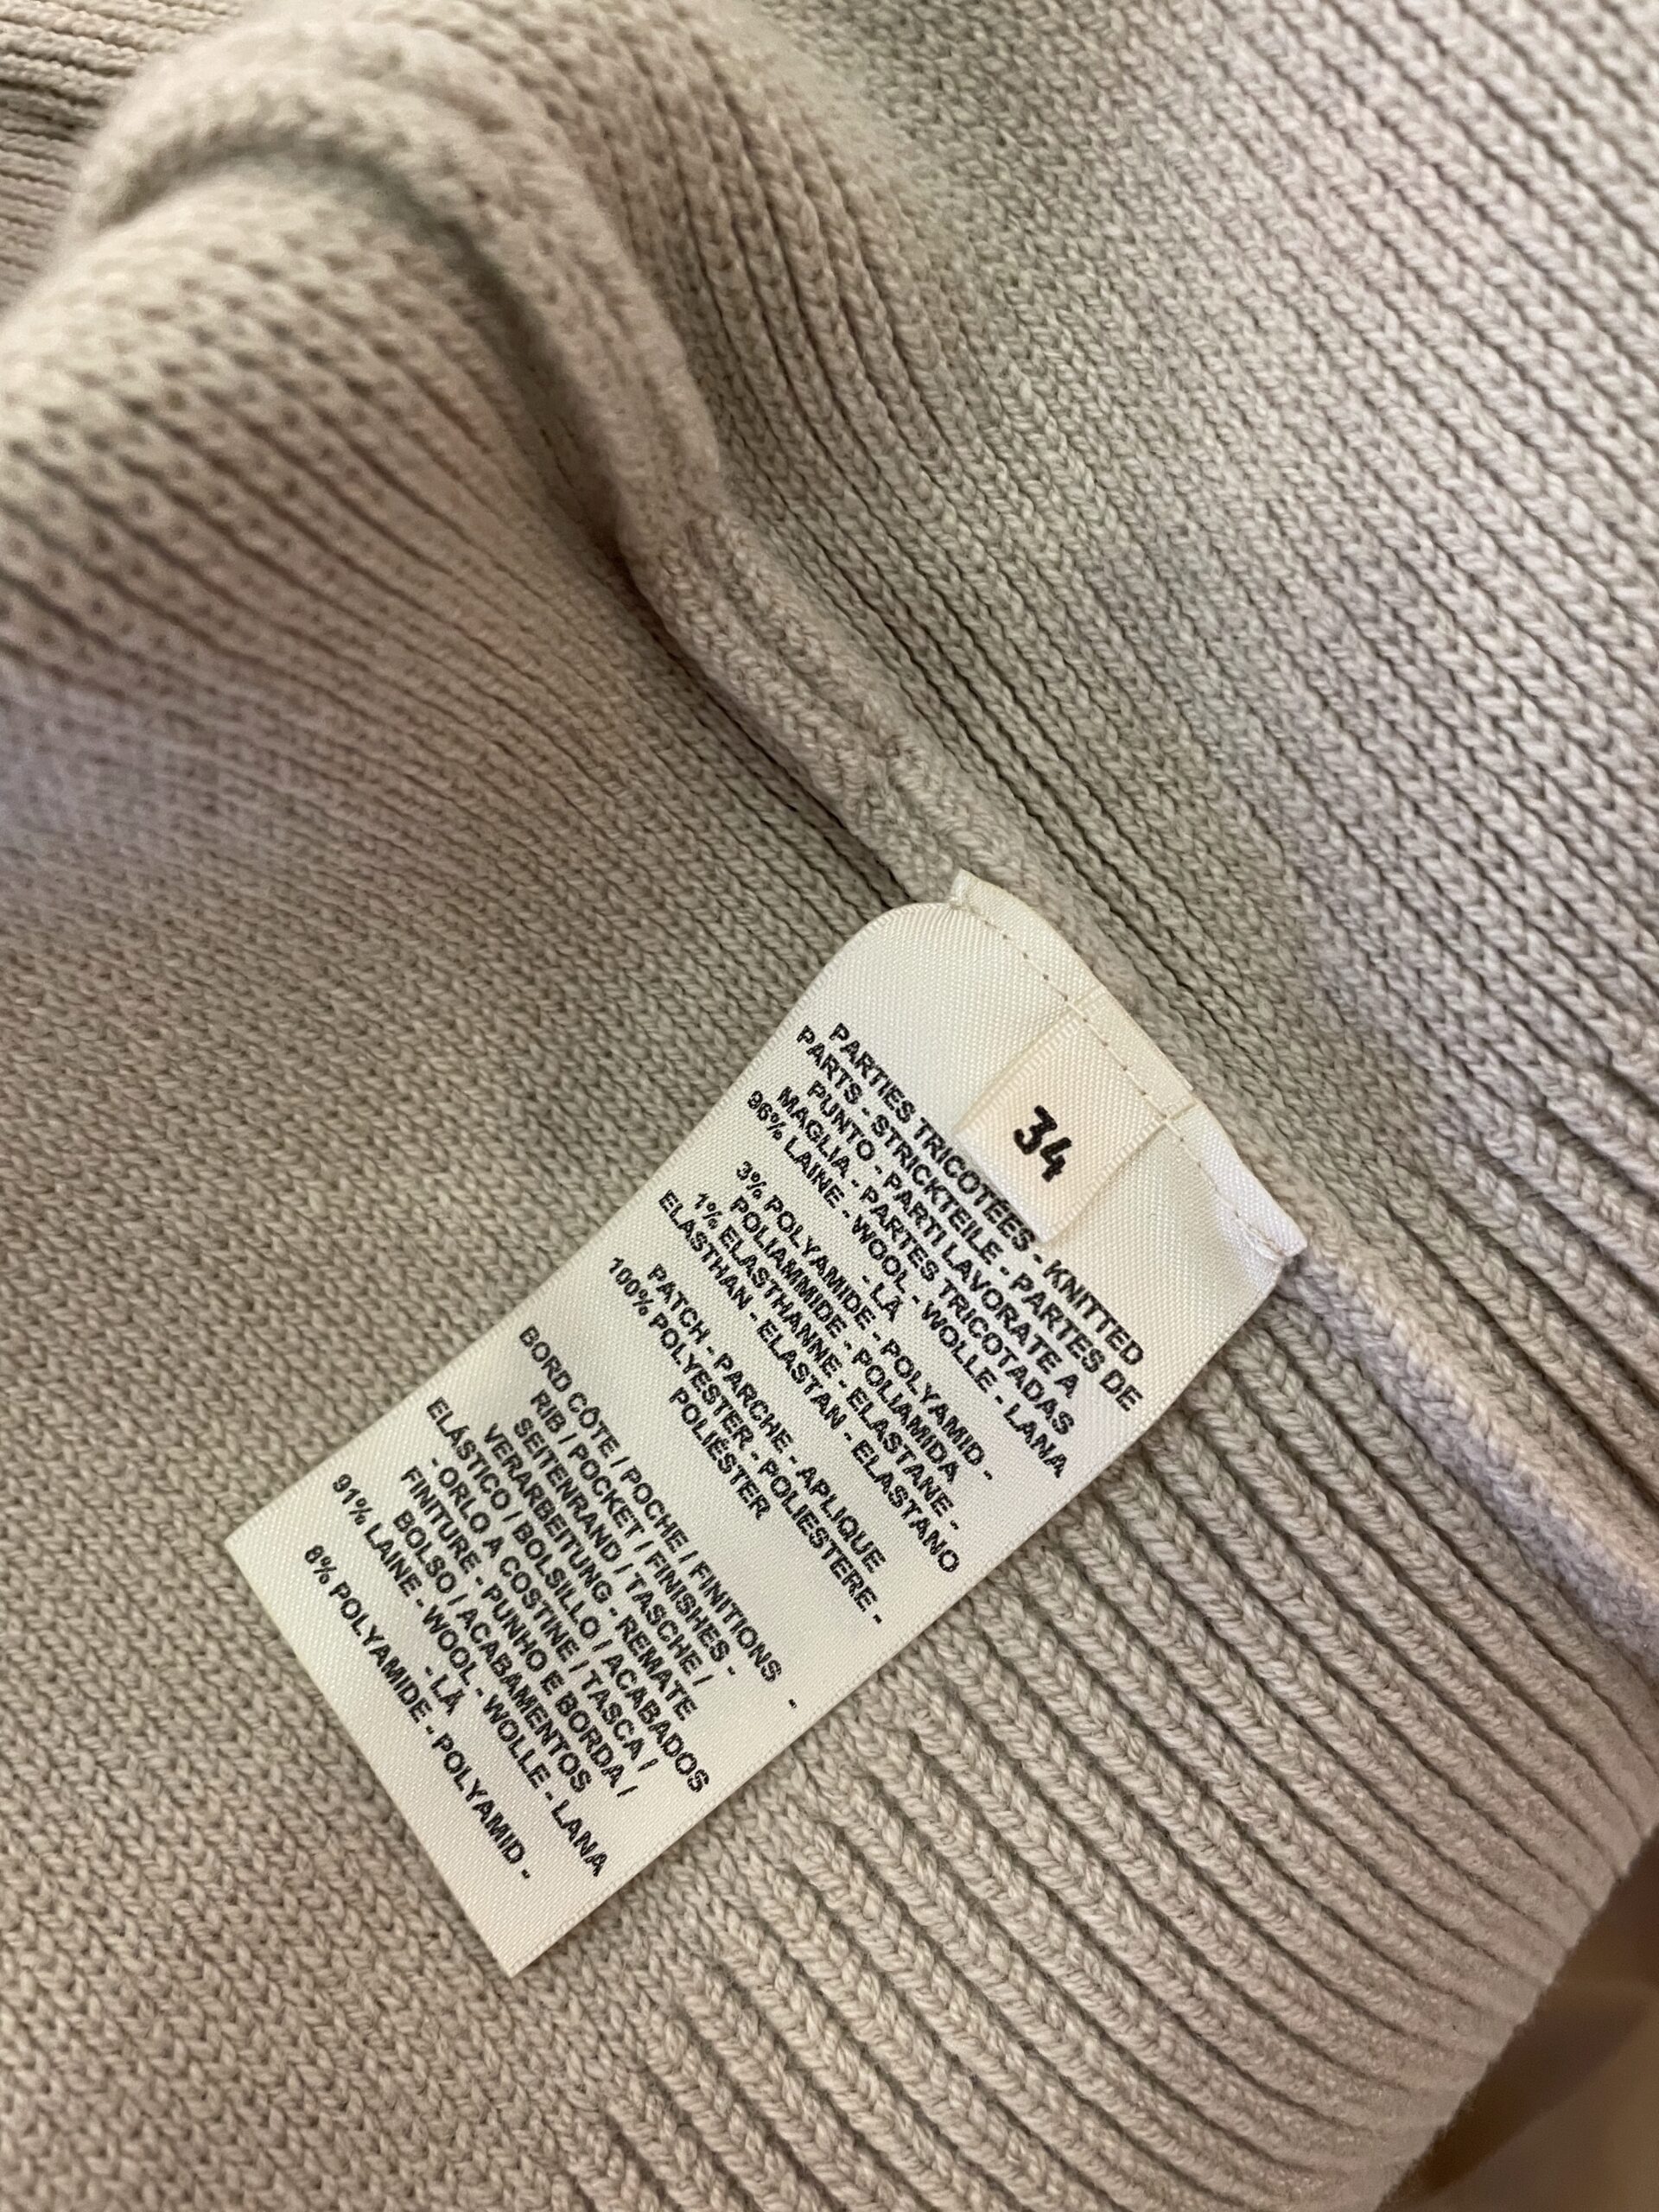 34
PARTIES TRICOTÉES - KNITTED
PARTS - STRICKTEILE - PARTES DE
PUNTO - PARTI LAVORATE A
MAGLIA - PARTES TRICOTADAS
96% LAINE - WOOL - WOLLE - LANA
- LÃ
3% POLYAMIDE - POLYAMID -
POLIAMMIDE - POLIAMIDA
1% ELASTHANNE - ELASTANE -
ELASTHAN - ELASTAN - ELASTANO
PATCH - PARCHE - APLIQUE
100% POLYESTER - POLIESTERE -
POLIÉSTER
BORD CÔTE / POCHE / FINITIONS -
RIB / POCKET / FINISHES -
SEITENRAND / TASCHE /
VERARBEITUNG - REMATE
ELÁSTICO / BOLSILLO / ACABADOS
- ORLO A COSTINE / TASCA /
FINITURE - PUNHO E BORDA /
BOLSO / ACABAMENTOS
91% LAINE - WOOL - WOLLE - LANA
- LÃ
8% POLYAMIDE - POLYAMID -